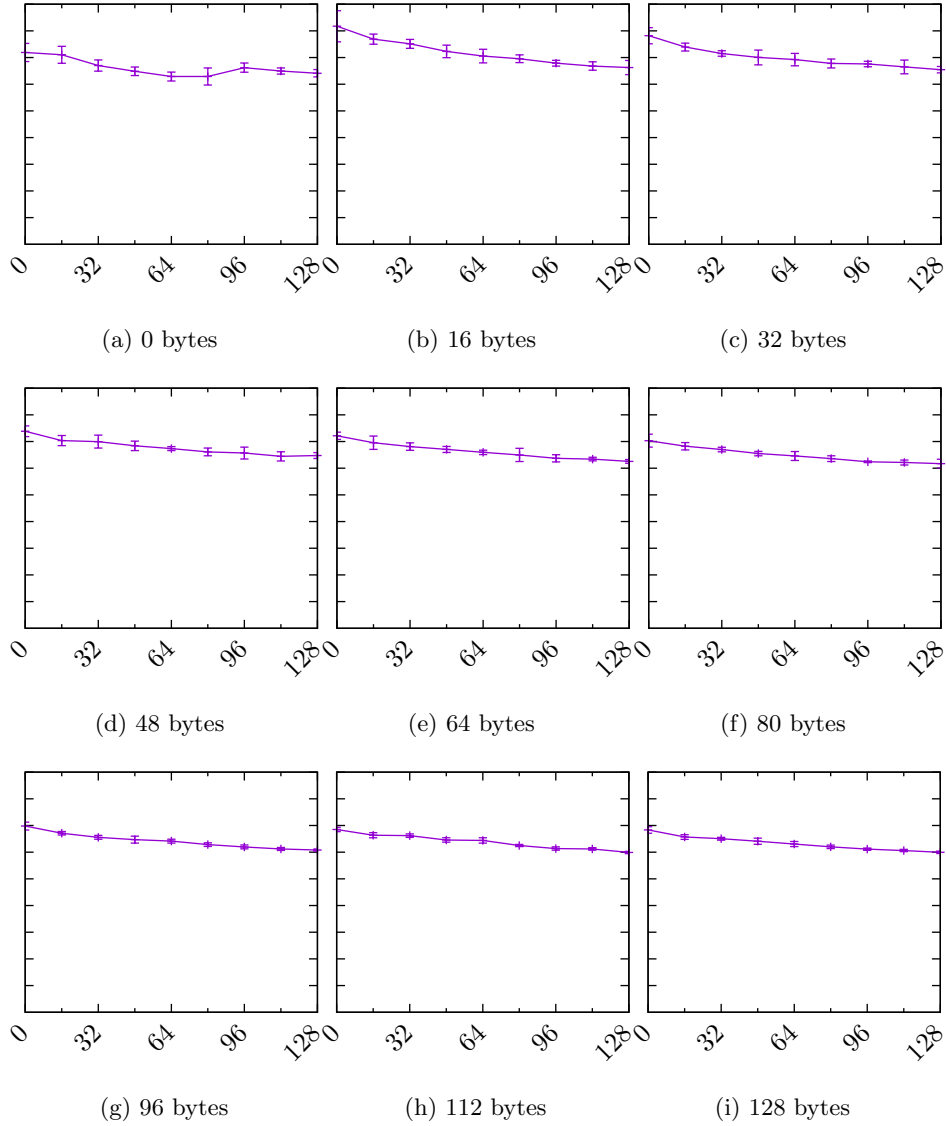 0 32 64 96 128 0 32 64 96 128 0 32 64 96 128
(a) 0 bytes (b) 16 bytes (c) 32 bytes
0 32 64 96 128 0 32 64 96 128 0 32 64 96 128
(d) 48 bytes (e) 64 bytes (f) 80 bytes
0 32 64 96 128 0 32 64 96 128 0 32 64 96 128
(g) 96 bytes (h) 112 bytes (i) 128 bytes